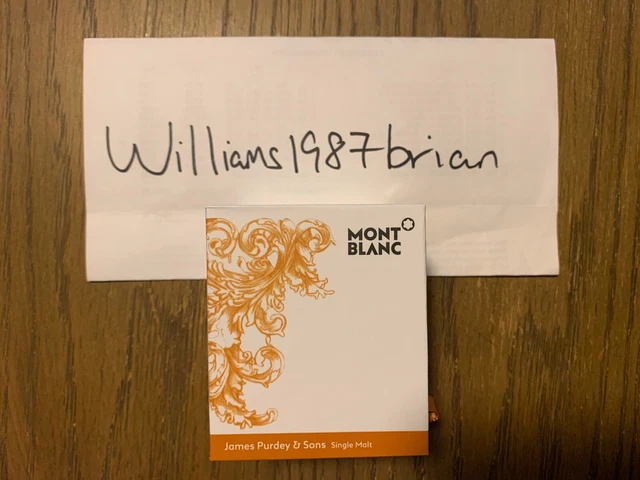 Williams1987brian
MONT
BLANC
James Purdey & Sons Single Malt